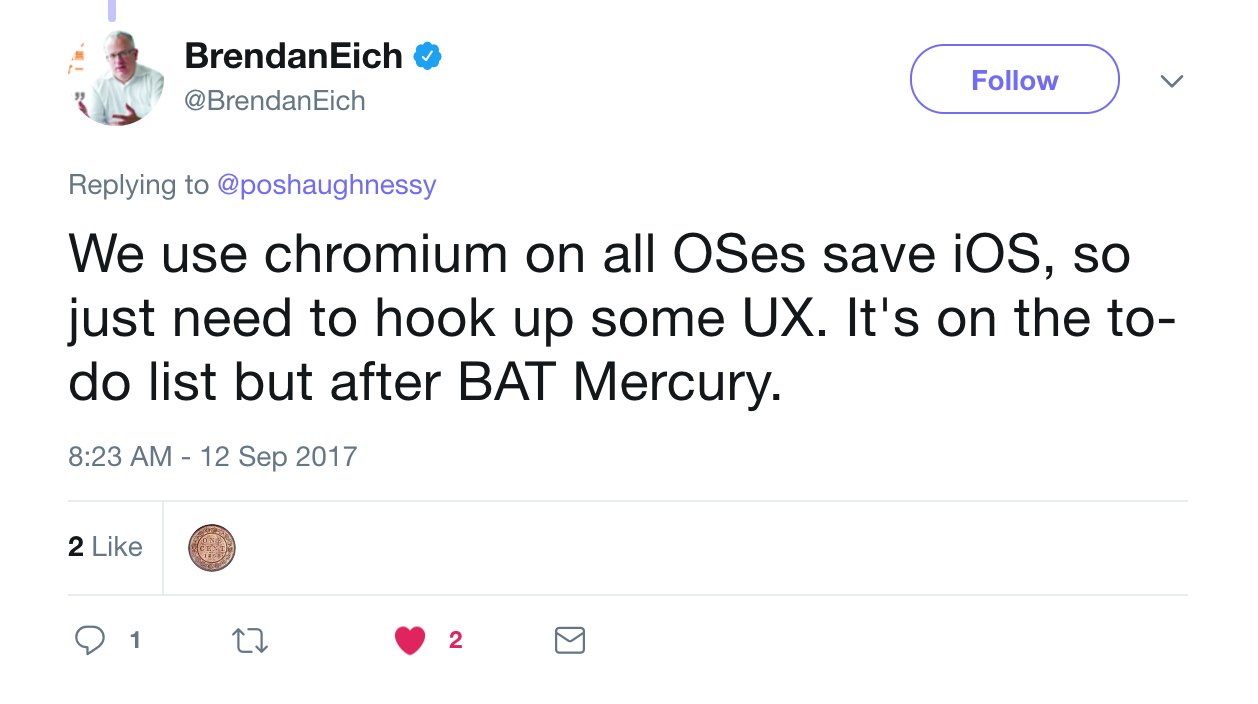 BrendanEich
@BrendanEich
Follow
Replying to @poshaughnessy
We use chromium on all OSes save iOS, so
just need to hook up some UX. It's on the to-
do list but after BAT Mercury.
8:23 AM - 12 Sep 2017
2 Like
ONE
CENT
1
2